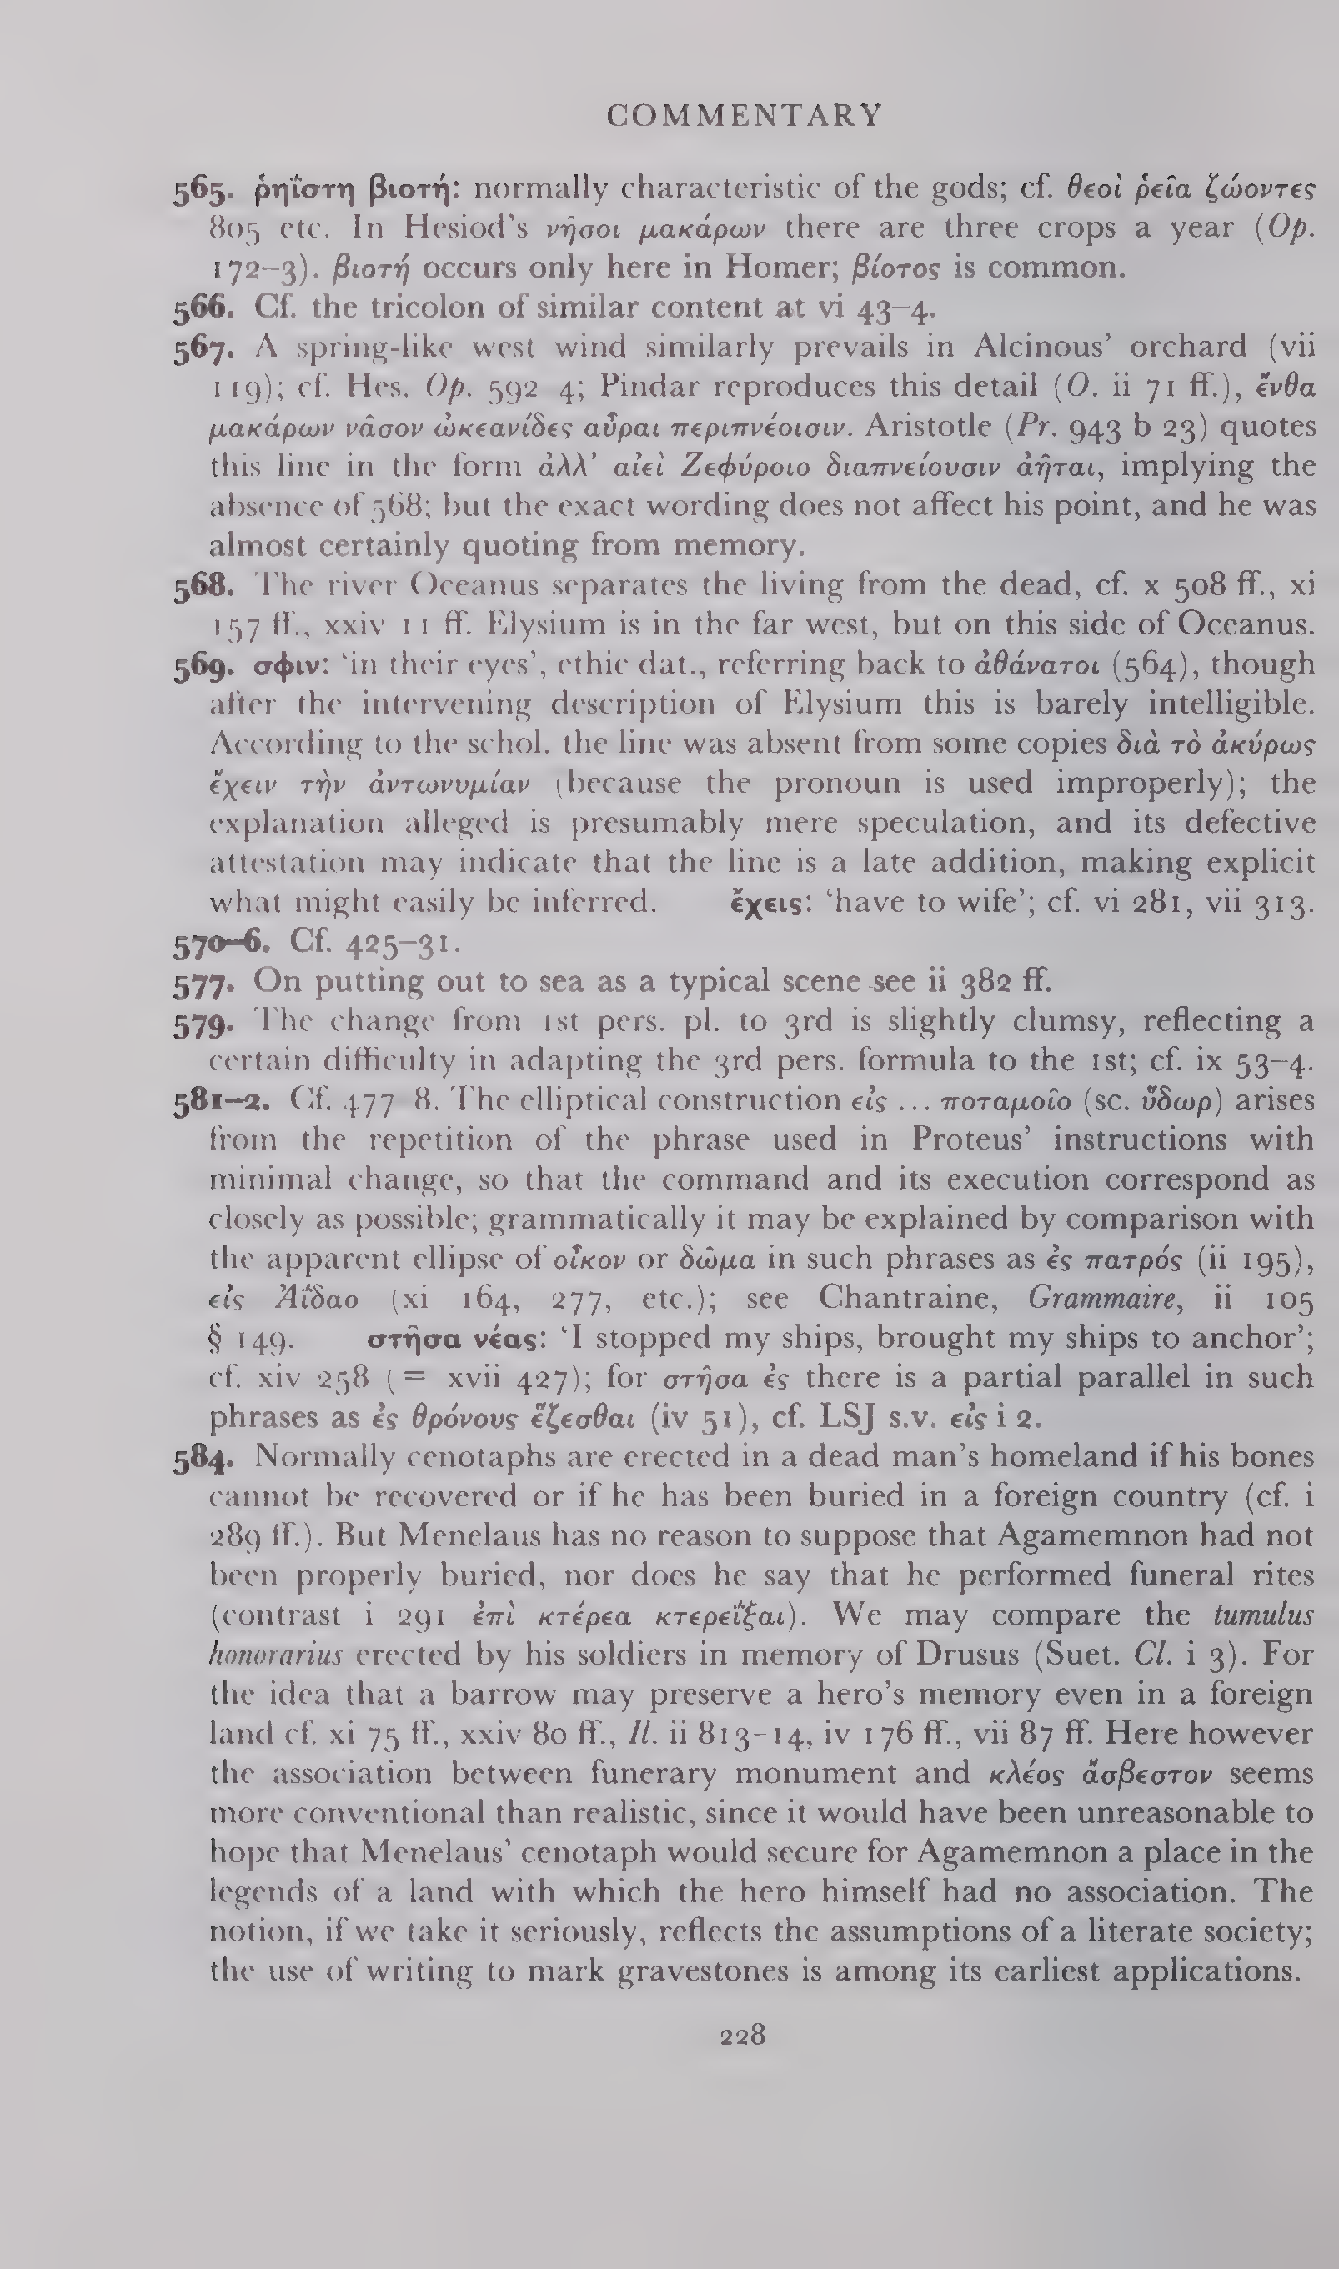 COMMENTARY
565. ῥηΐστη βιοτή: normally characteristic of the gods; cf. θεοὶ ῥεῖα ζώοντες
805 etc. In Hesiod's νῆσοι μακάρων there are three crops a year (Op.
172–3). βιοτή occurs only here in Homer; βίοτος is common.
566. Cf. the tricolon of similar content at vi 43–4.
567. A spring-like west wind similarly prevails in Alcinous' orchard (vii
119); cf. Hes. Op. 592 4; Pindar reproduces this detail (O. ii 71 ff.), ἔνθα
μακάρων νᾶσον ὠκεανίδες αὖραι περιπνέοισιν. Aristotle (Pr. 943 b 23) quotes
this line in the form ἀλλ' αἰεὶ Ζεφύροιο διαπνείουσιν ἀῆται, implying the
absence of 568; but the exact wording does not affect his point, and he was
almost certainly quoting from memory.
568. The river Oceanus separates the living from the dead, cf. x 508 ff., xi
157 ff., xxiv 11 ff. Elysium is in the far west, but on this side of Oceanus.
569. σφιν: 'in their eyes', ethic dat., referring back to ἀθάνατοι (564), though
after the intervening description of Elysium this is barely intelligible.
According to the schol. the line was absent from some copies διὰ τὸ ἀκύρως
ἔχειν τὴν ἀντωνυμίαν (because the pronoun is used improperly); the
explanation alleged is presumably mere speculation, and its defective
attestation may indicate that the line is a late addition, making explicit
what might easily be inferred. ἔχεις: 'have to wife'; cf. vi 281, vii 313.
570–6. Cf. 425–31.
577. On putting out to sea as a typical scene see ii 382 ff.
579. The change from 1st pers. pl. to 3rd is slightly clumsy, reflecting a
certain difficulty in adapting the 3rd pers. formula to the 1st; cf. ix 53–4.
581–2. Cf. 477 8. The elliptical construction εἰς ... ποταμοῖο (sc. ὕδωρ) arises
from the repetition of the phrase used in Proteus' instructions with
minimal change, so that the command and its execution correspond as
closely as possible; grammatically it may be explained by comparison with
the apparent ellipse of οἶκον or δῶμα in such phrases as ἐς πατρός (ii 195),
εἰς Ἀΐδαο (xi 164, 277, etc.); see Chantraine, Grammaire, ii 105
§ 149. στῆσα νέας: 'I stopped my ships, brought my ships to anchor';
cf. xiv 258 (= xvii 427); for στῆσα ἐς there is a partial parallel in such
phrases as ἐς θρόνους ἕζεσθαι (iv 51), cf. LSJ s.v. εἰς i 2.
584. Normally cenotaphs are erected in a dead man's homeland if his bones
cannot be recovered or if he has been buried in a foreign country (cf. i
289 ff.). But Menelaus has no reason to suppose that Agamemnon had not
been properly buried, nor does he say that he performed funeral rites
(contrast i 291 ἐπὶ κτέρεα κτερεΐξαι). We may compare the tumulus
honorarius erected by his soldiers in memory of Drusus (Suet. Cl. i 3). For
the idea that a barrow may preserve a hero's memory even in a foreign
land cf. xi 75 ff., xxiv 80 ff., Il. ii 813–14, iv 176 ff., vii 87 ff. Here however
the association between funerary monument and κλέος ἄσβεστον seems
more conventional than realistic, since it would have been unreasonable to
hope that Menelaus' cenotaph would secure for Agamemnon a place in the
legends of a land with which the hero himself had no association. The
notion, if we take it seriously, reflects the assumptions of a literate society;
the use of writing to mark gravestones is among its earliest applications.
228